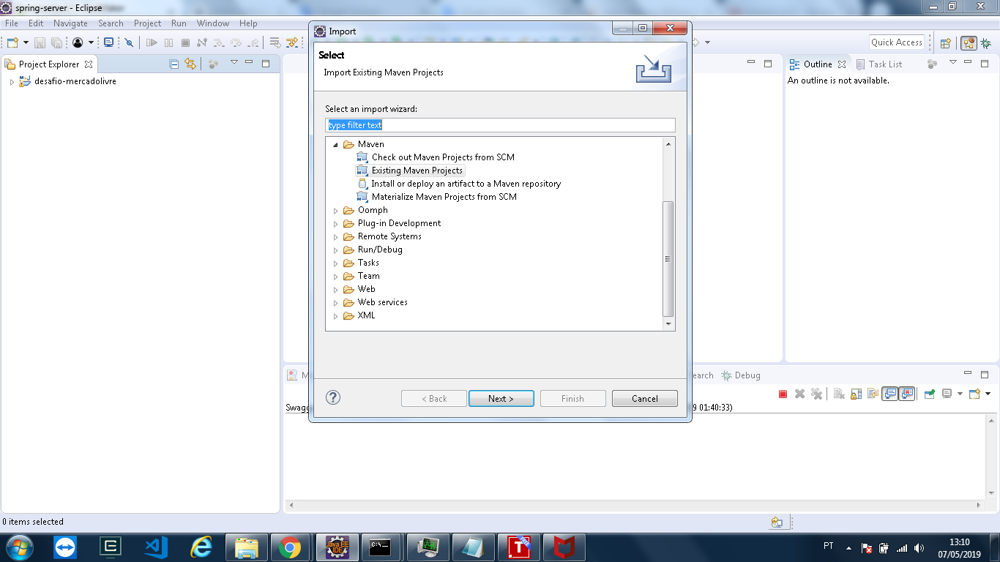 spring-server - Eclipse
File Edit Navigate Search Project Run Window Help
Quick Access
Project Explorer
desafio-mercadolivre
Import
Select
Import Existing Maven Projects
Select an import wizard:
type filter text
Maven
Check out Maven Projects from SCM
Existing Maven Projects
Install or deploy an artifact to a Maven repository
Materialize Maven Projects from SCM
Oomph
Plug-in Development
Remote Systems
Run/Debug
Tasks
Team
Web
Web services
XML
< Back Next > Finish Cancel
Outline Task List
An outline is not available.
earch Debug
Swagg
9 01:40:33)
0 items selected
Java EE
IDE
C:\_
T
PT
13:10
07/05/2019